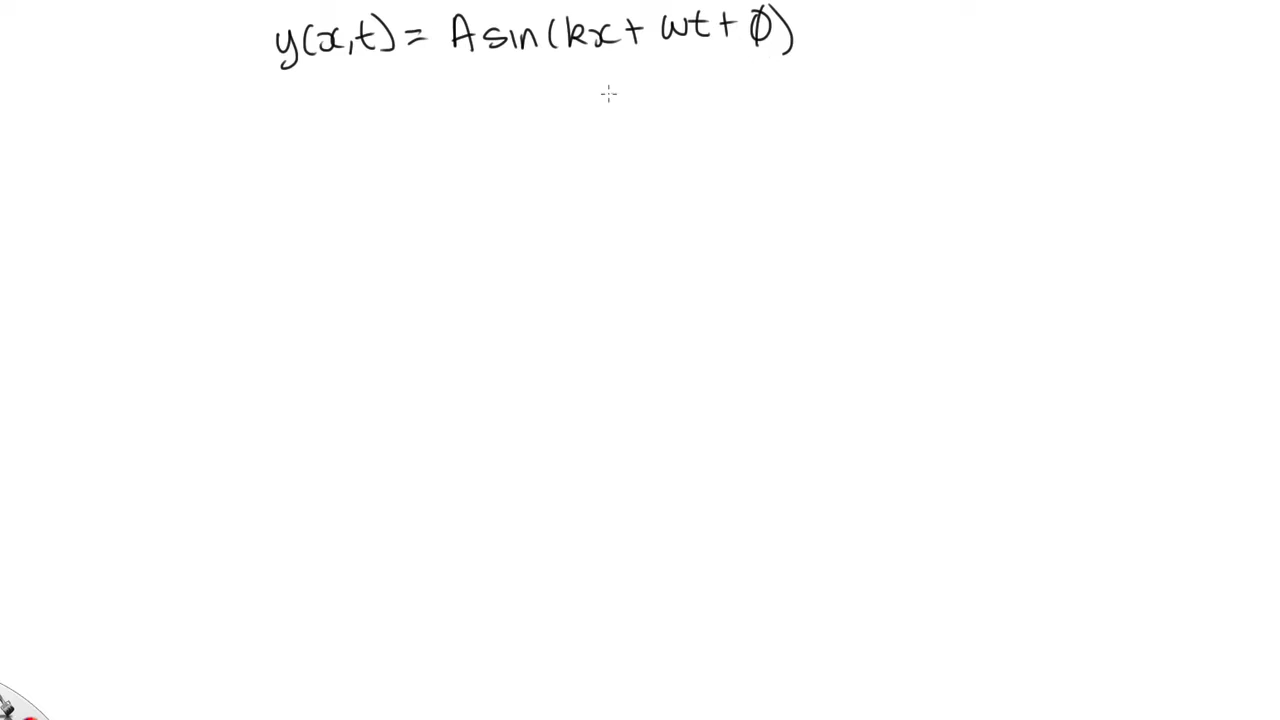 y(x,t) = A sin(kx + ωt + φ)